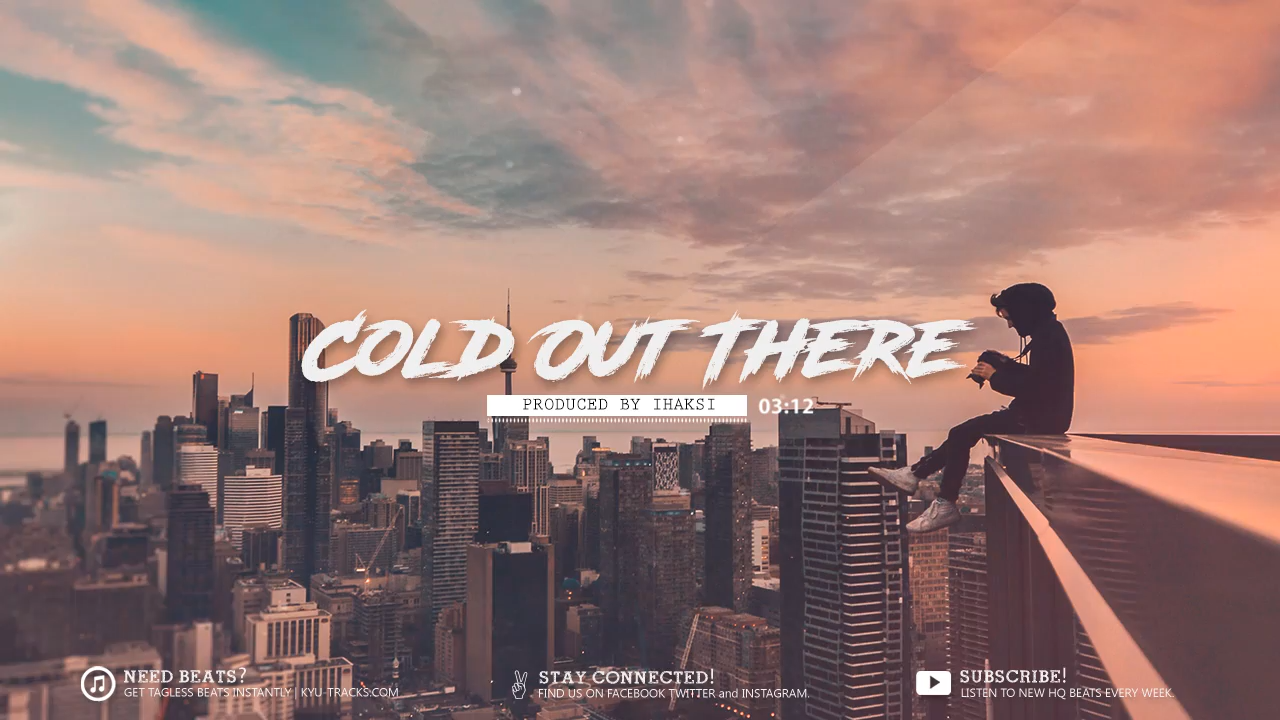 COLD OUT THERE
PRODUCED BY IHAKSI
03:12
NEED BEATS?
GET TAGLESS BEATS INSTANTLY | KYU-TRACKS.COM
STAY CONNECTED!
FIND US ON FACEBOOK TWITTER and INSTAGRAM.
SUBSCRIBE!
LISTEN TO NEW HQ BEATS EVERY WEEK.